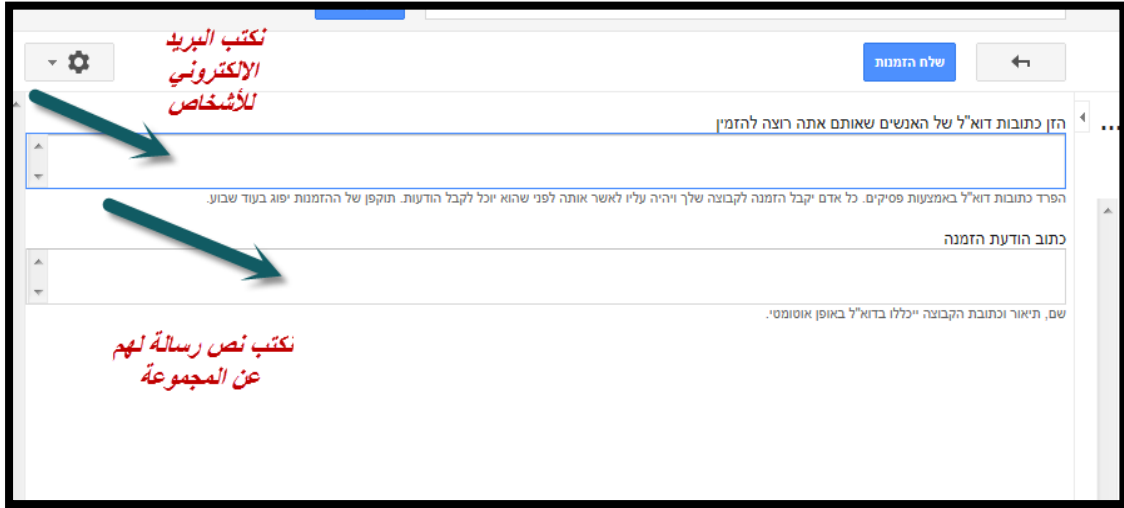 نكتب البريد
الالكتروني
للأشخاص
שלח הזמנות
הזן כתובות דוא"ל של האנשים שאותם אתה רוצה להזמין
...
הפרד כתובות דוא"ל באמצעות פסיקים. כל אדם יקבל הזמנה לקבוצה שלך ויהיה עליו לאשר אותה לפני שהוא יוכל לקבל הודעות. תוקפן של ההזמנות יפוג בעוד שבוע.
כתוב הודעת הזמנה
שם, תיאור וכתובת הקבוצה ייכללו בדוא"ל באופן אוטומטי.
نكتب نص رسالة لهم
عن المجموعة